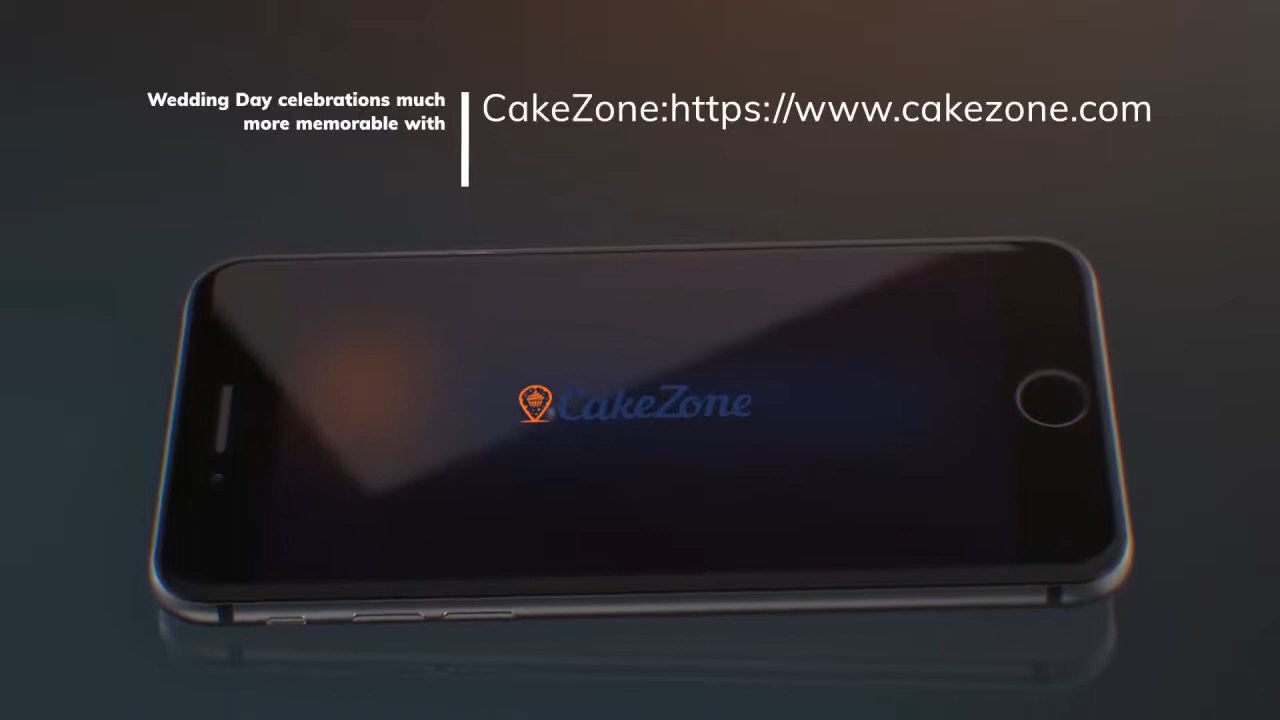 Wedding Day celebrations much
more memorable with
CakeZone:https://www.cakezone.com
CakeZone